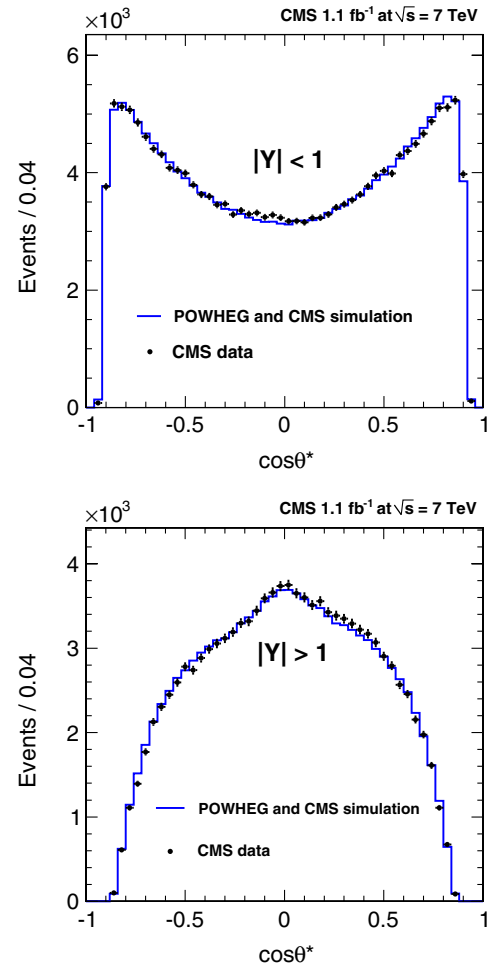 CMS 1.1 fb⁻¹ at √s = 7 TeV
×10³
6
4
2
0
Events / 0.04
|Y| < 1
POWHEG and CMS simulation
CMS data
-1 -0.5 0 0.5 1
cosθ*
CMS 1.1 fb⁻¹ at √s = 7 TeV
×10³
4
3
2
1
0
Events / 0.04
|Y| > 1
POWHEG and CMS simulation
CMS data
-1 -0.5 0 0.5 1
cosθ*